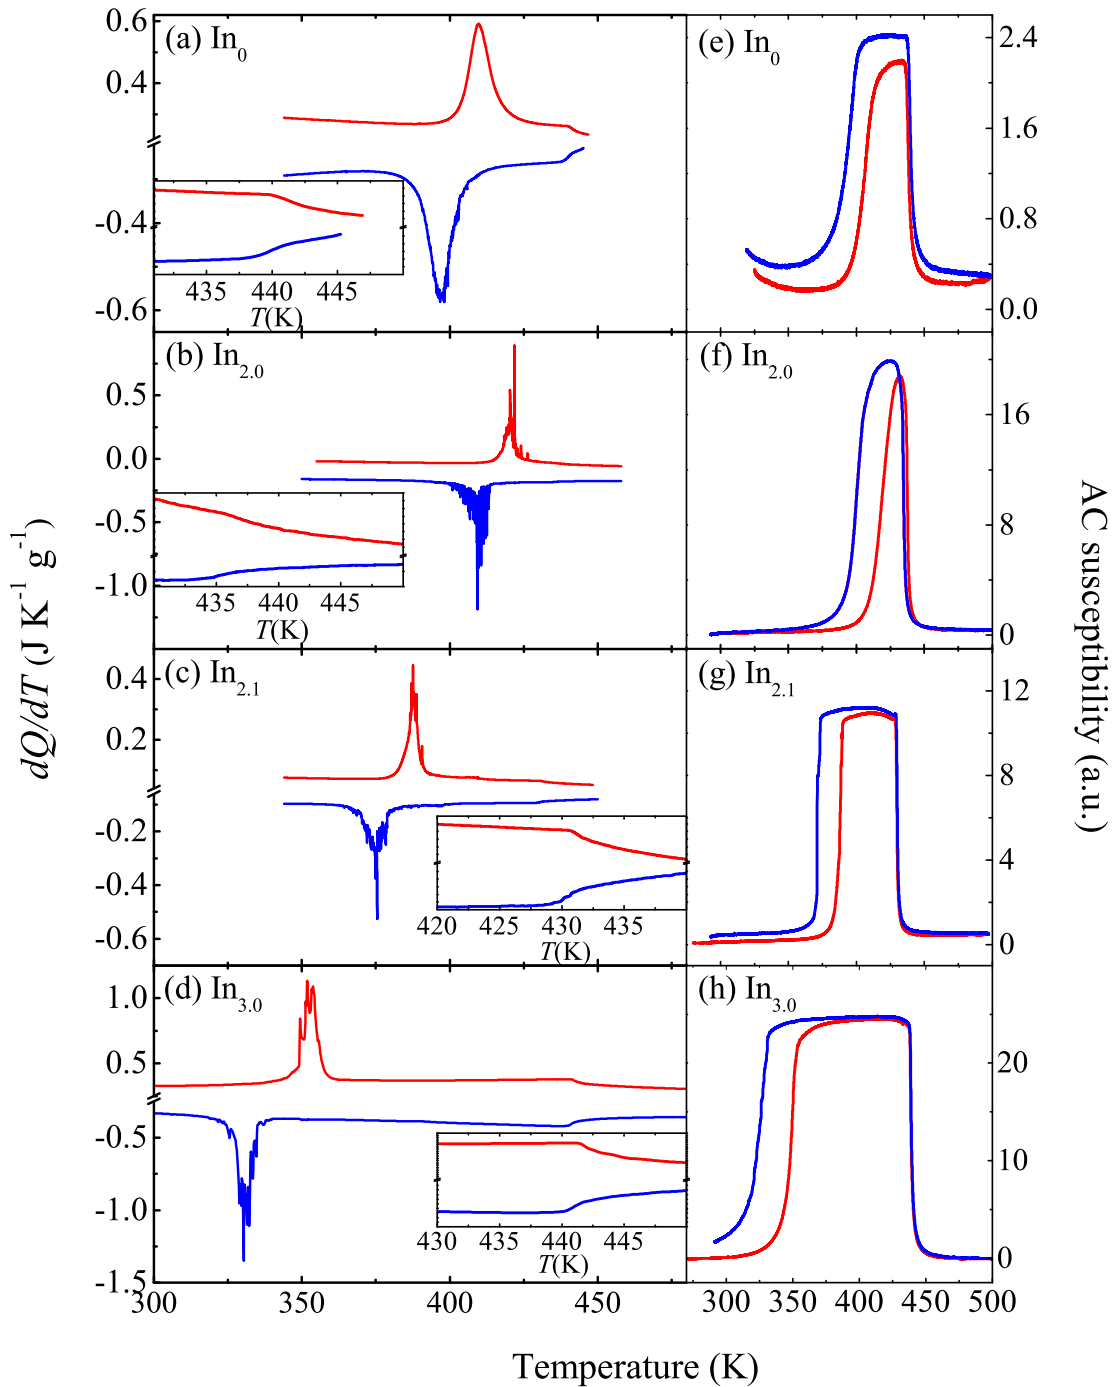 0.6
(a) In0
(e) In0
2.4
0.4
1.6
0.8
-0.4
435 440 445
T(K)
-0.6
0.0
(b) In2.0
(f) In2.0
0.5
16
0.0
-0.5
8
435 440 445
T(K)
-1.0
0
(c) In2.1
(g) In2.1
12
0.4
0.2
8
-0.2
4
-0.4
420 425 430 435
T(K)
-0.6
0
(d) In3.0
(h) In3.0
1.0
20
0.5
-0.5
10
-1.0
430 435 440 445
T(K)
0
-1.5
300 350 400 450
300 350 400 450 500
dQ/dT (J K-1 g-1)
AC susceptibility (a.u.)
Temperature (K)